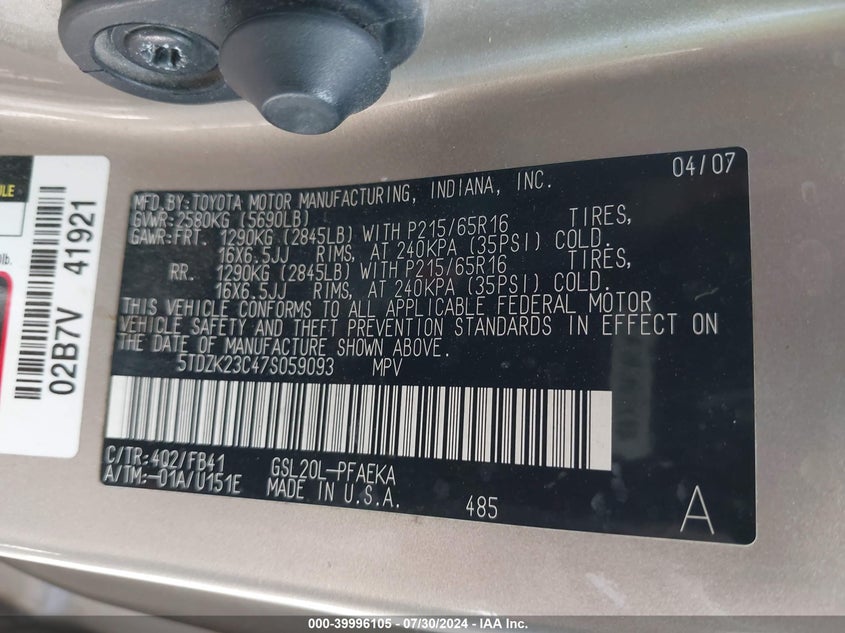 ULE
lb.
02B7V 41921
04/07
MFD.BY:TOYOTA MOTOR MANUFACTURING, INDIANA, INC.
GVWR:2580KG (5690LB)
GAWR:FRT. 1290KG (2845LB) WITH P215/65R16 TIRES,
16X6.5JJ RIMS, AT 240KPA (35PSI) COLD.
RR. 1290KG (2845LB) WITH P215/65R16 TIRES,
16X6.5JJ RIMS, AT 240KPA (35PSI) COLD.
THIS VEHICLE CONFORMS TO ALL APPLICABLE FEDERAL MOTOR
VEHICLE SAFETY AND THEFT PREVENTION STANDARDS IN EFFECT ON
THE DATE OF MANUFACTURE SHOWN ABOVE.
5TDZK23C47S059093 MPV
C/TR:4Q2/FB41 GSL20L-PFAEKA
A/TM:-01A/U151E MADE IN U.S.A. 485 A
000-39996105 - 07/30/2024 - IAA Inc.